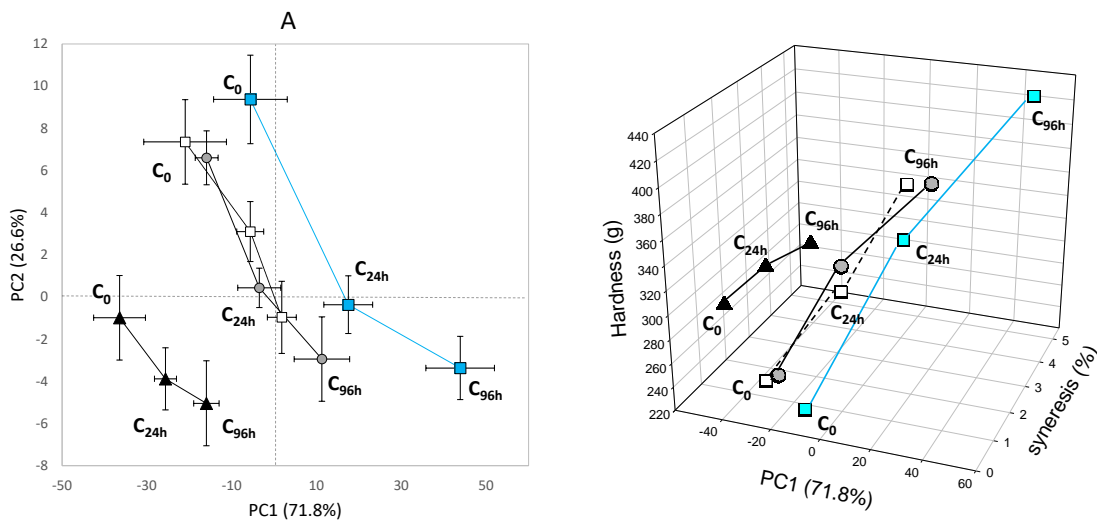 A
12
10
8
6
4
2
0
-2
-4
-6
-8
PC2 (26.6%)
C0
C0
C24h
C0
C24h
C96h
C96h
C24h
C96h
-50
-30
-10
10
30
50
PC1 (71.8%)
440
420
400
380
360
340
320
300
280
260
240
220
Hardness (g)
C96h
C96h
C96h
C24h
C24h
C24h
C0
C0
C0
-40
-20
0
20
40
60
PC1 (71.8%)
0
1
2
3
4
5
syneresis (%)